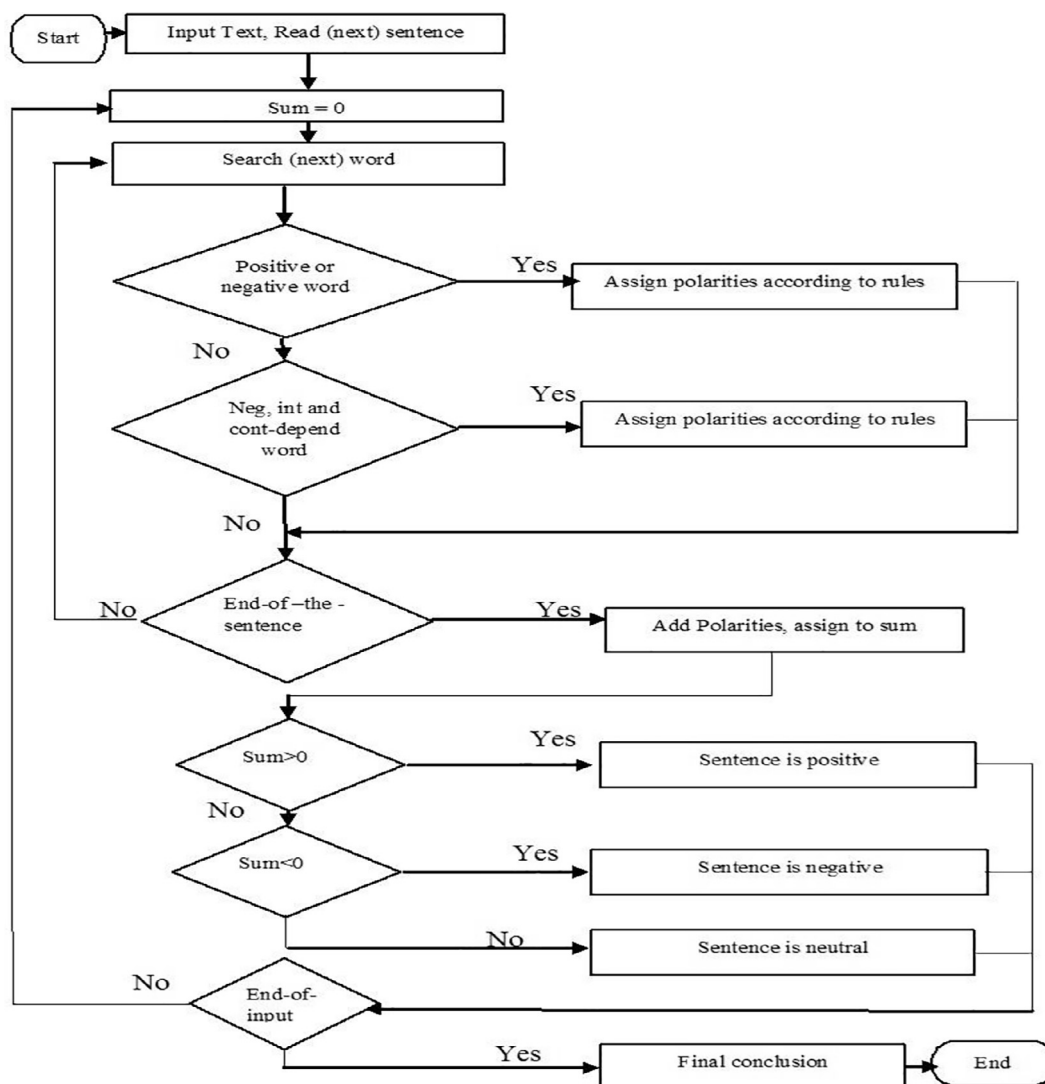 Start
Input Text, Read (next) sentence
Sum = 0
Search (next) word
Positive or
negative word
Yes
Assign polarities according to rules
No
Neg, int and
cont-depend
word
Yes
Assign polarities according to rules
No
End-of –the -
sentence
No
Yes
Add Polarities, assign to sum
Sum>0
Yes
Sentence is positive
No
Sum<0
Yes
Sentence is negative
No
Sentence is neutral
End-of-
input
No
Yes
Final conclusion
End